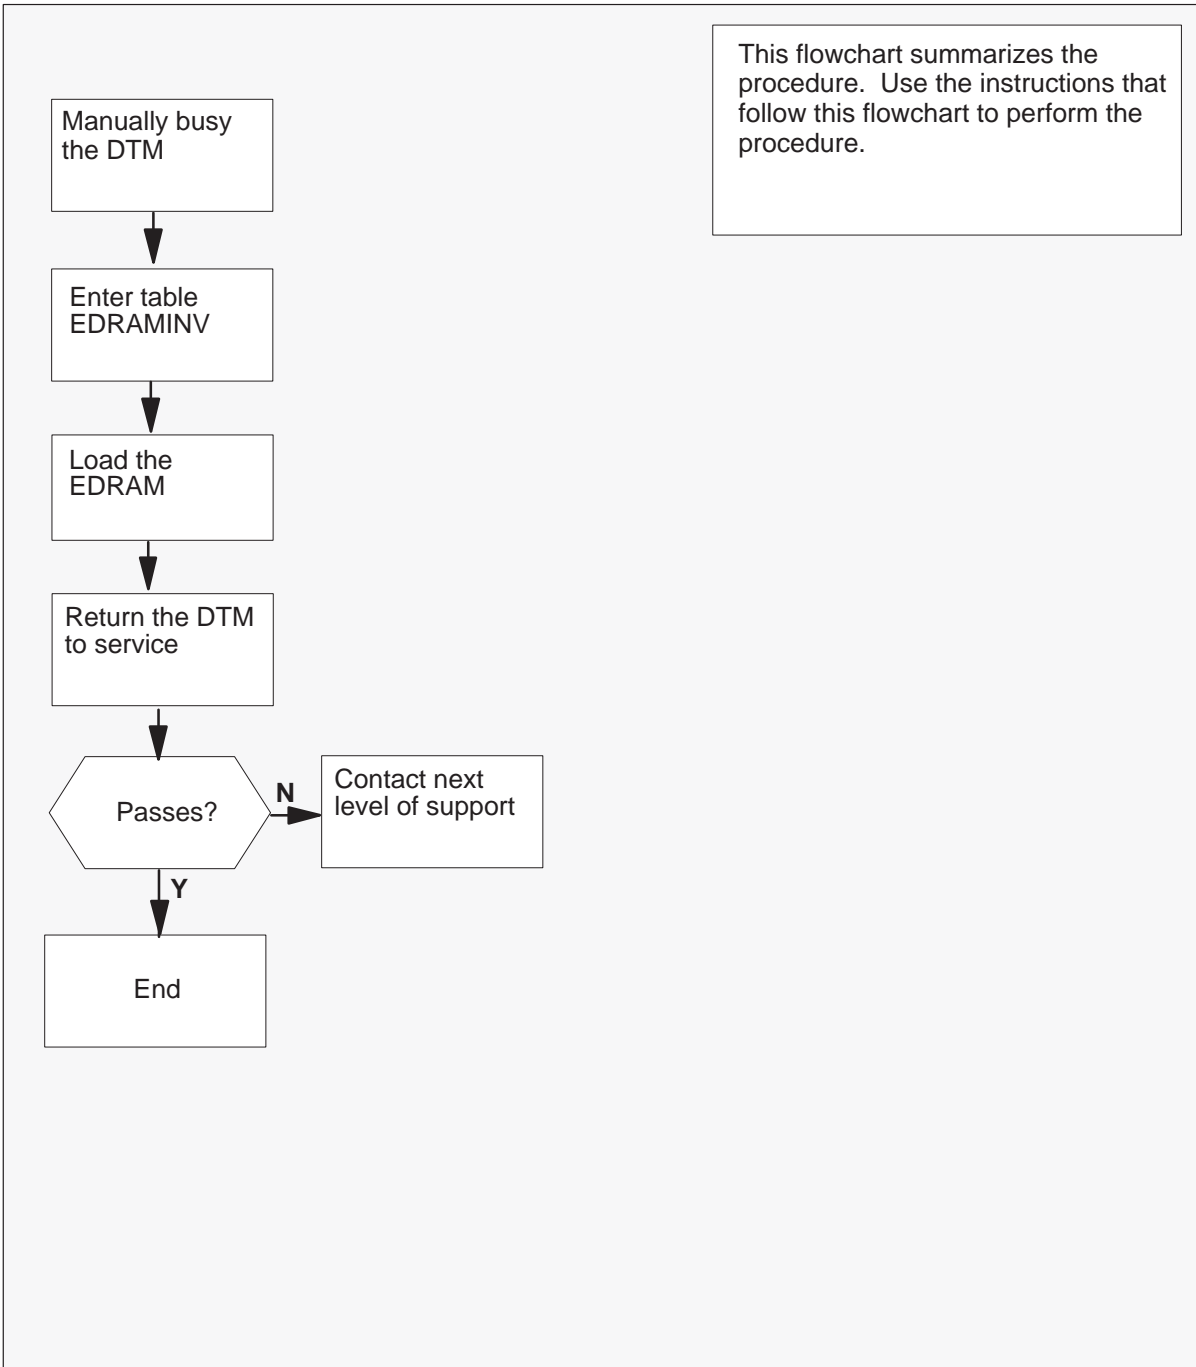 This flowchart summarizes the
procedure.  Use the instructions that
follow this flowchart to perform the
procedure.
Manually busy
the DTM
Enter table
EDRAMINV
Load the
EDRAM
Return the DTM
to service
Passes?
N
Contact next
level of support
Y
End